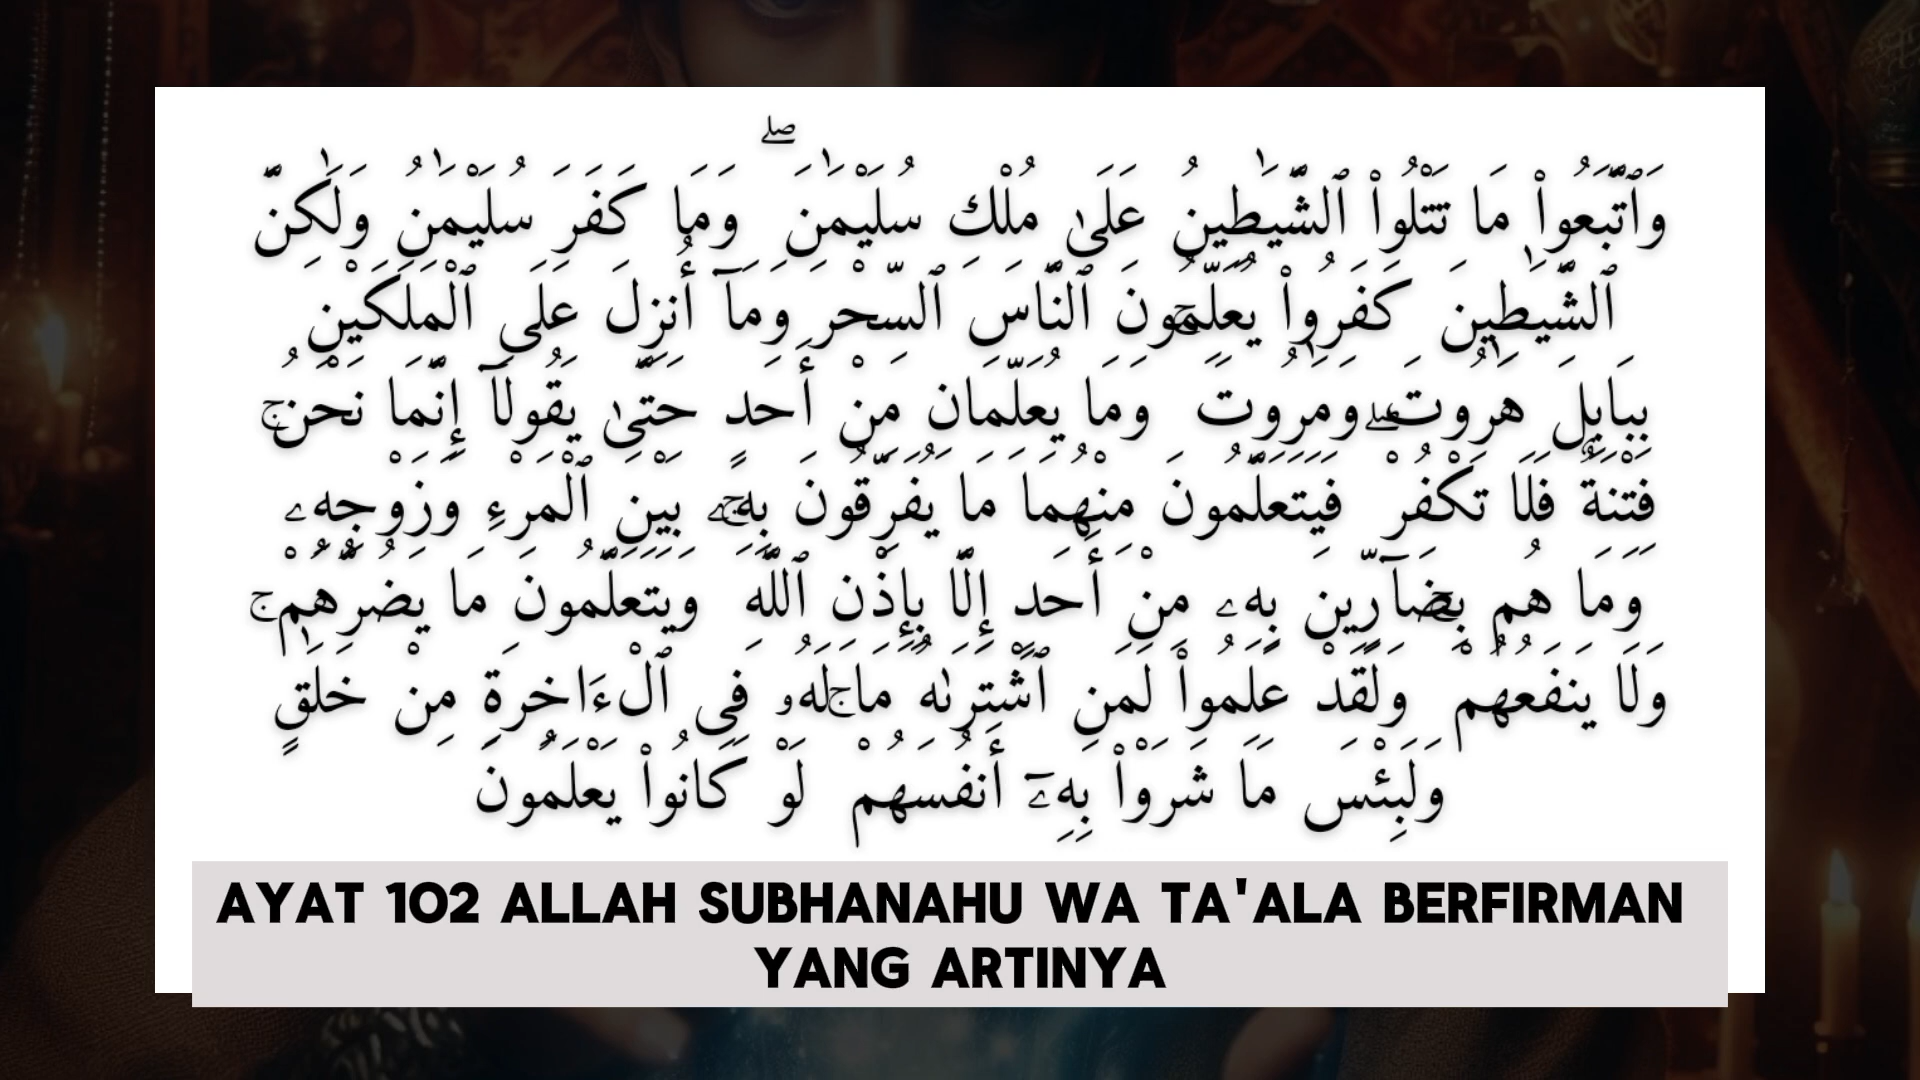 وَٱتَّبَعُوا۟ مَا تَتْلُوا۟ ٱلشَّيَـٰطِينُ عَلَىٰ مُلْكِ سُلَيْمَـٰنَ ۖ وَمَا كَفَرَ سُلَيْمَـٰنُ وَلَـٰكِنَّ
ٱلشَّيَـٰطِينَ كَفَرُوا۟ يُعَلِّمُونَ ٱلنَّاسَ ٱلسِّحْرَ وَمَآ أُنزِلَ عَلَى ٱلْمَلَكَيْنِ
بِبَابِلَ هَـٰرُوتَ وَمَـٰرُوتَ ۚ وَمَا يُعَلِّمَانِ مِنْ أَحَدٍ حَتَّىٰ يَقُولَآ إِنَّمَا نَحْنُ
فِتْنَةٌ فَلَا تَكْفُرْ ۖ فَيَتَعَلَّمُونَ مِنْهُمَا مَا يُفَرِّقُونَ بِهِۦ بَيْنَ ٱلْمَرْءِ وَزَوْجِهِۦ ۚ
وَمَا هُم بِضَآرِّينَ بِهِۦ مِنْ أَحَدٍ إِلَّا بِإِذْنِ ٱللَّهِ ۚ وَيَتَعَلَّمُونَ مَا يَضُرُّهُمْ
وَلَا يَنفَعُهُمْ ۚ وَلَقَدْ عَلِمُوا۟ لَمَنِ ٱشْتَرَىٰهُ مَا لَهُۥ فِى ٱلْـَٔاخِرَةِ مِنْ خَلَـٰقٍ ۚ
وَلَبِئْسَ مَا شَرَوْا۟ بِهِۦٓ أَنفُسَهُمْ ۚ لَوْ كَانُوا۟ يَعْلَمُونَ
AYAT 102 ALLAH SUBHANAHU WA TA'ALA BERFIRMAN
YANG ARTINYA